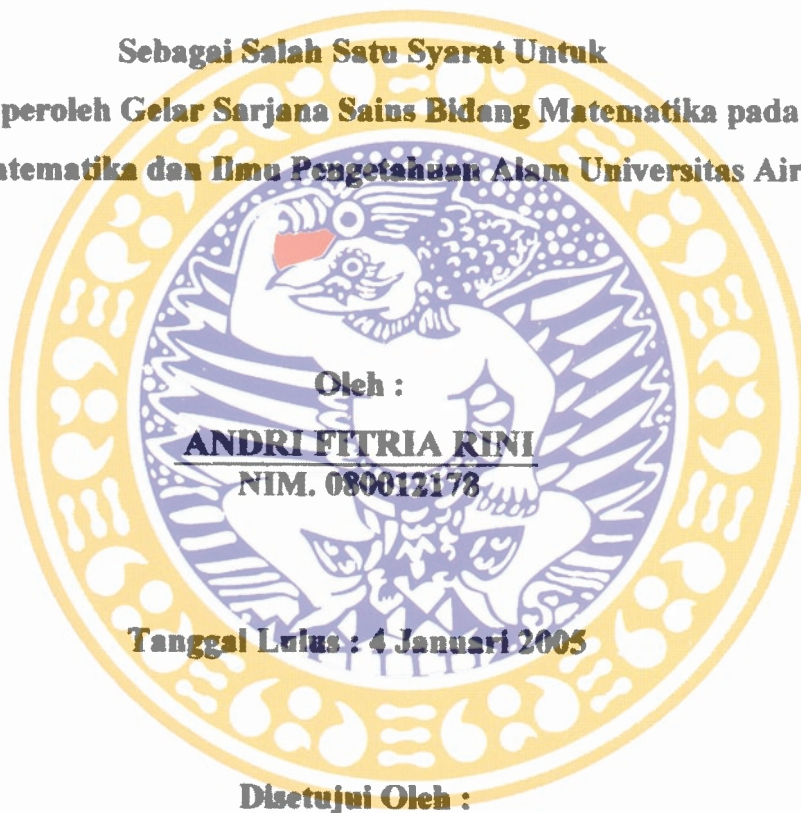 Sebagai Salah Satu Syarat Untuk
peroleh Gelar Sarjana Sains Bidang Matematika pada
atematika dan Ilmu Pengetahuan Alam Universitas Air
Oleh :
ANDRI FITRIA RINI
NIM. 080012178
Tanggal Lulus : 4 Januari 2005
Disetujui Oleh :